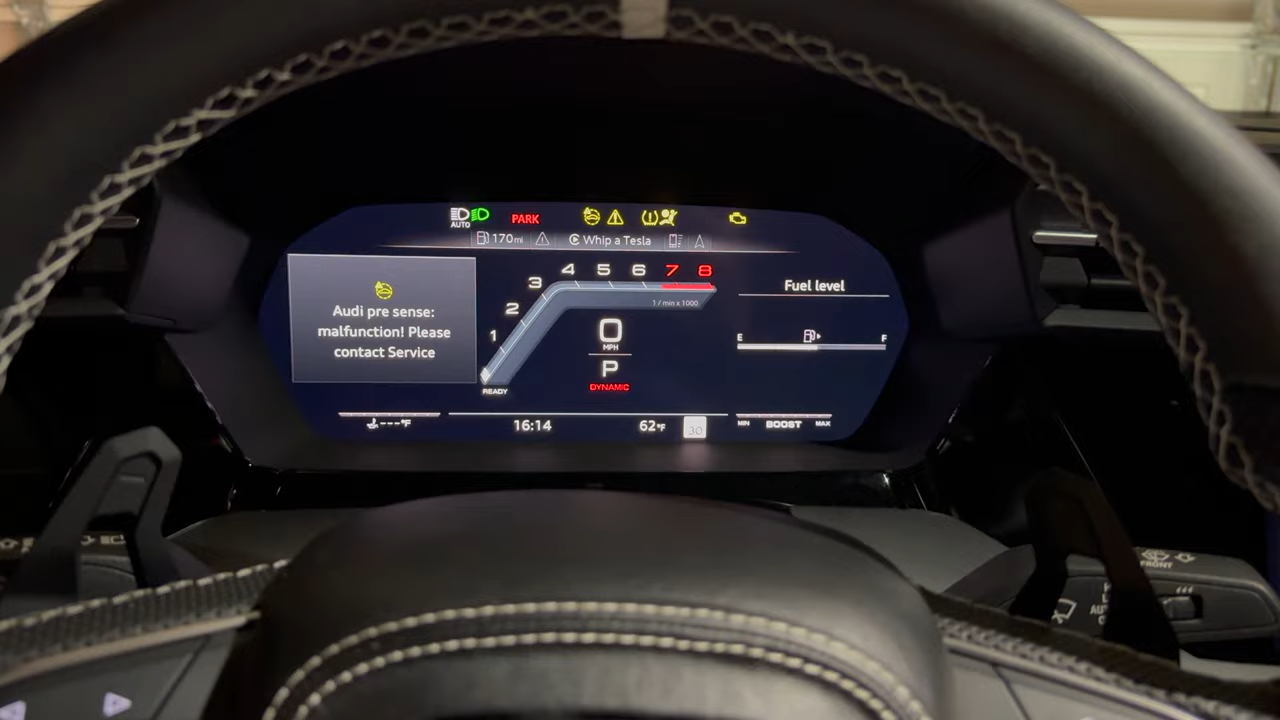 AUTO
PARK
170mi
Whip a Tesla
Audi pre sense:
malfunction! Please
contact Service
1 2 3 4 5 6 7 8
1 / min x 1000
0
MPH
P
DYNAMIC
READY
Fuel level
E F
---°F
16:14
62°F
30
MIN BOOST MAX
FRONT